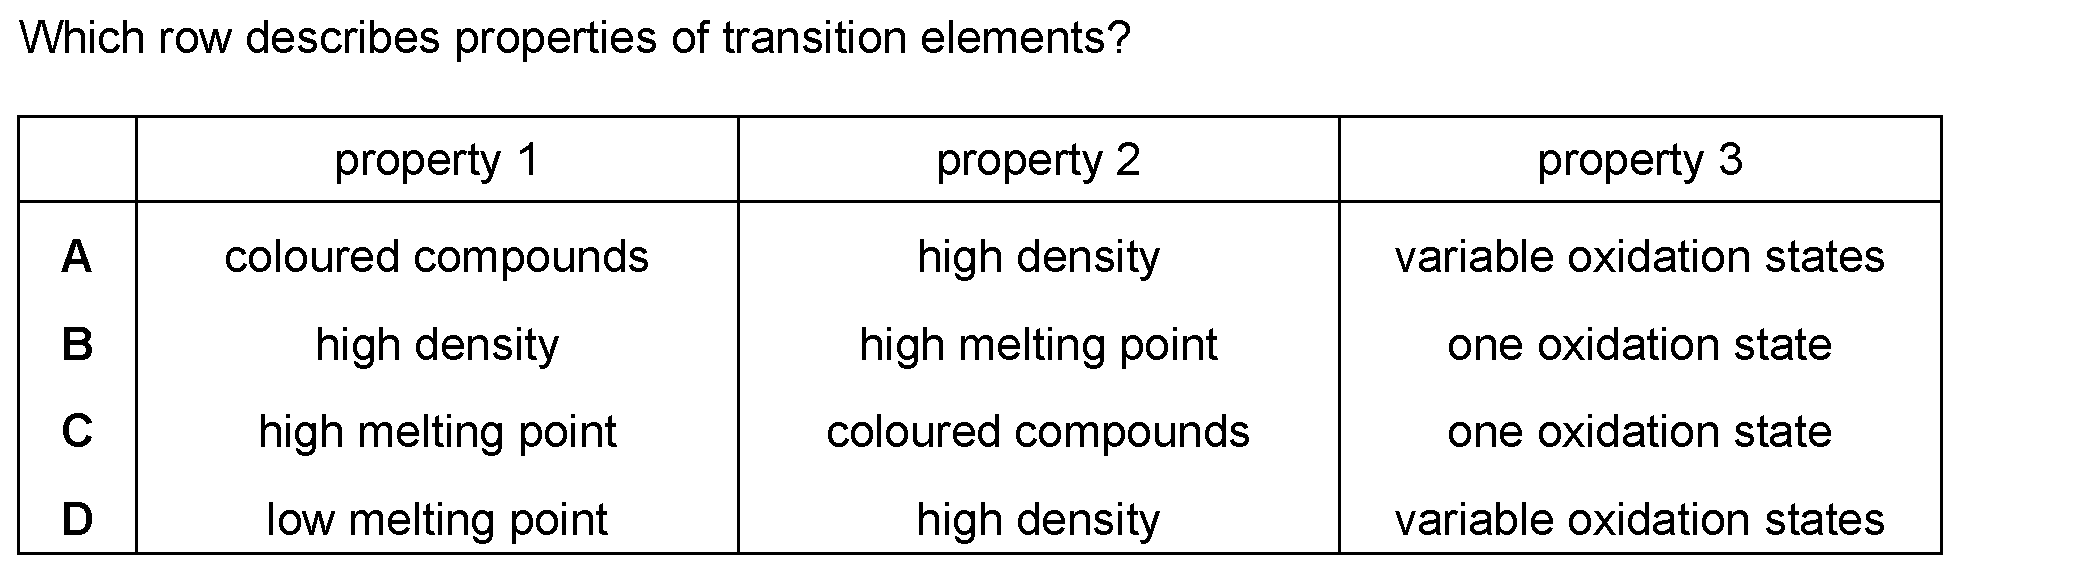 Which row describes properties of transition elements?
property 1 property 2 property 3
A coloured compounds high density variable oxidation states
B high density high melting point one oxidation state
C high melting point coloured compounds one oxidation state
D low melting point high density variable oxidation states